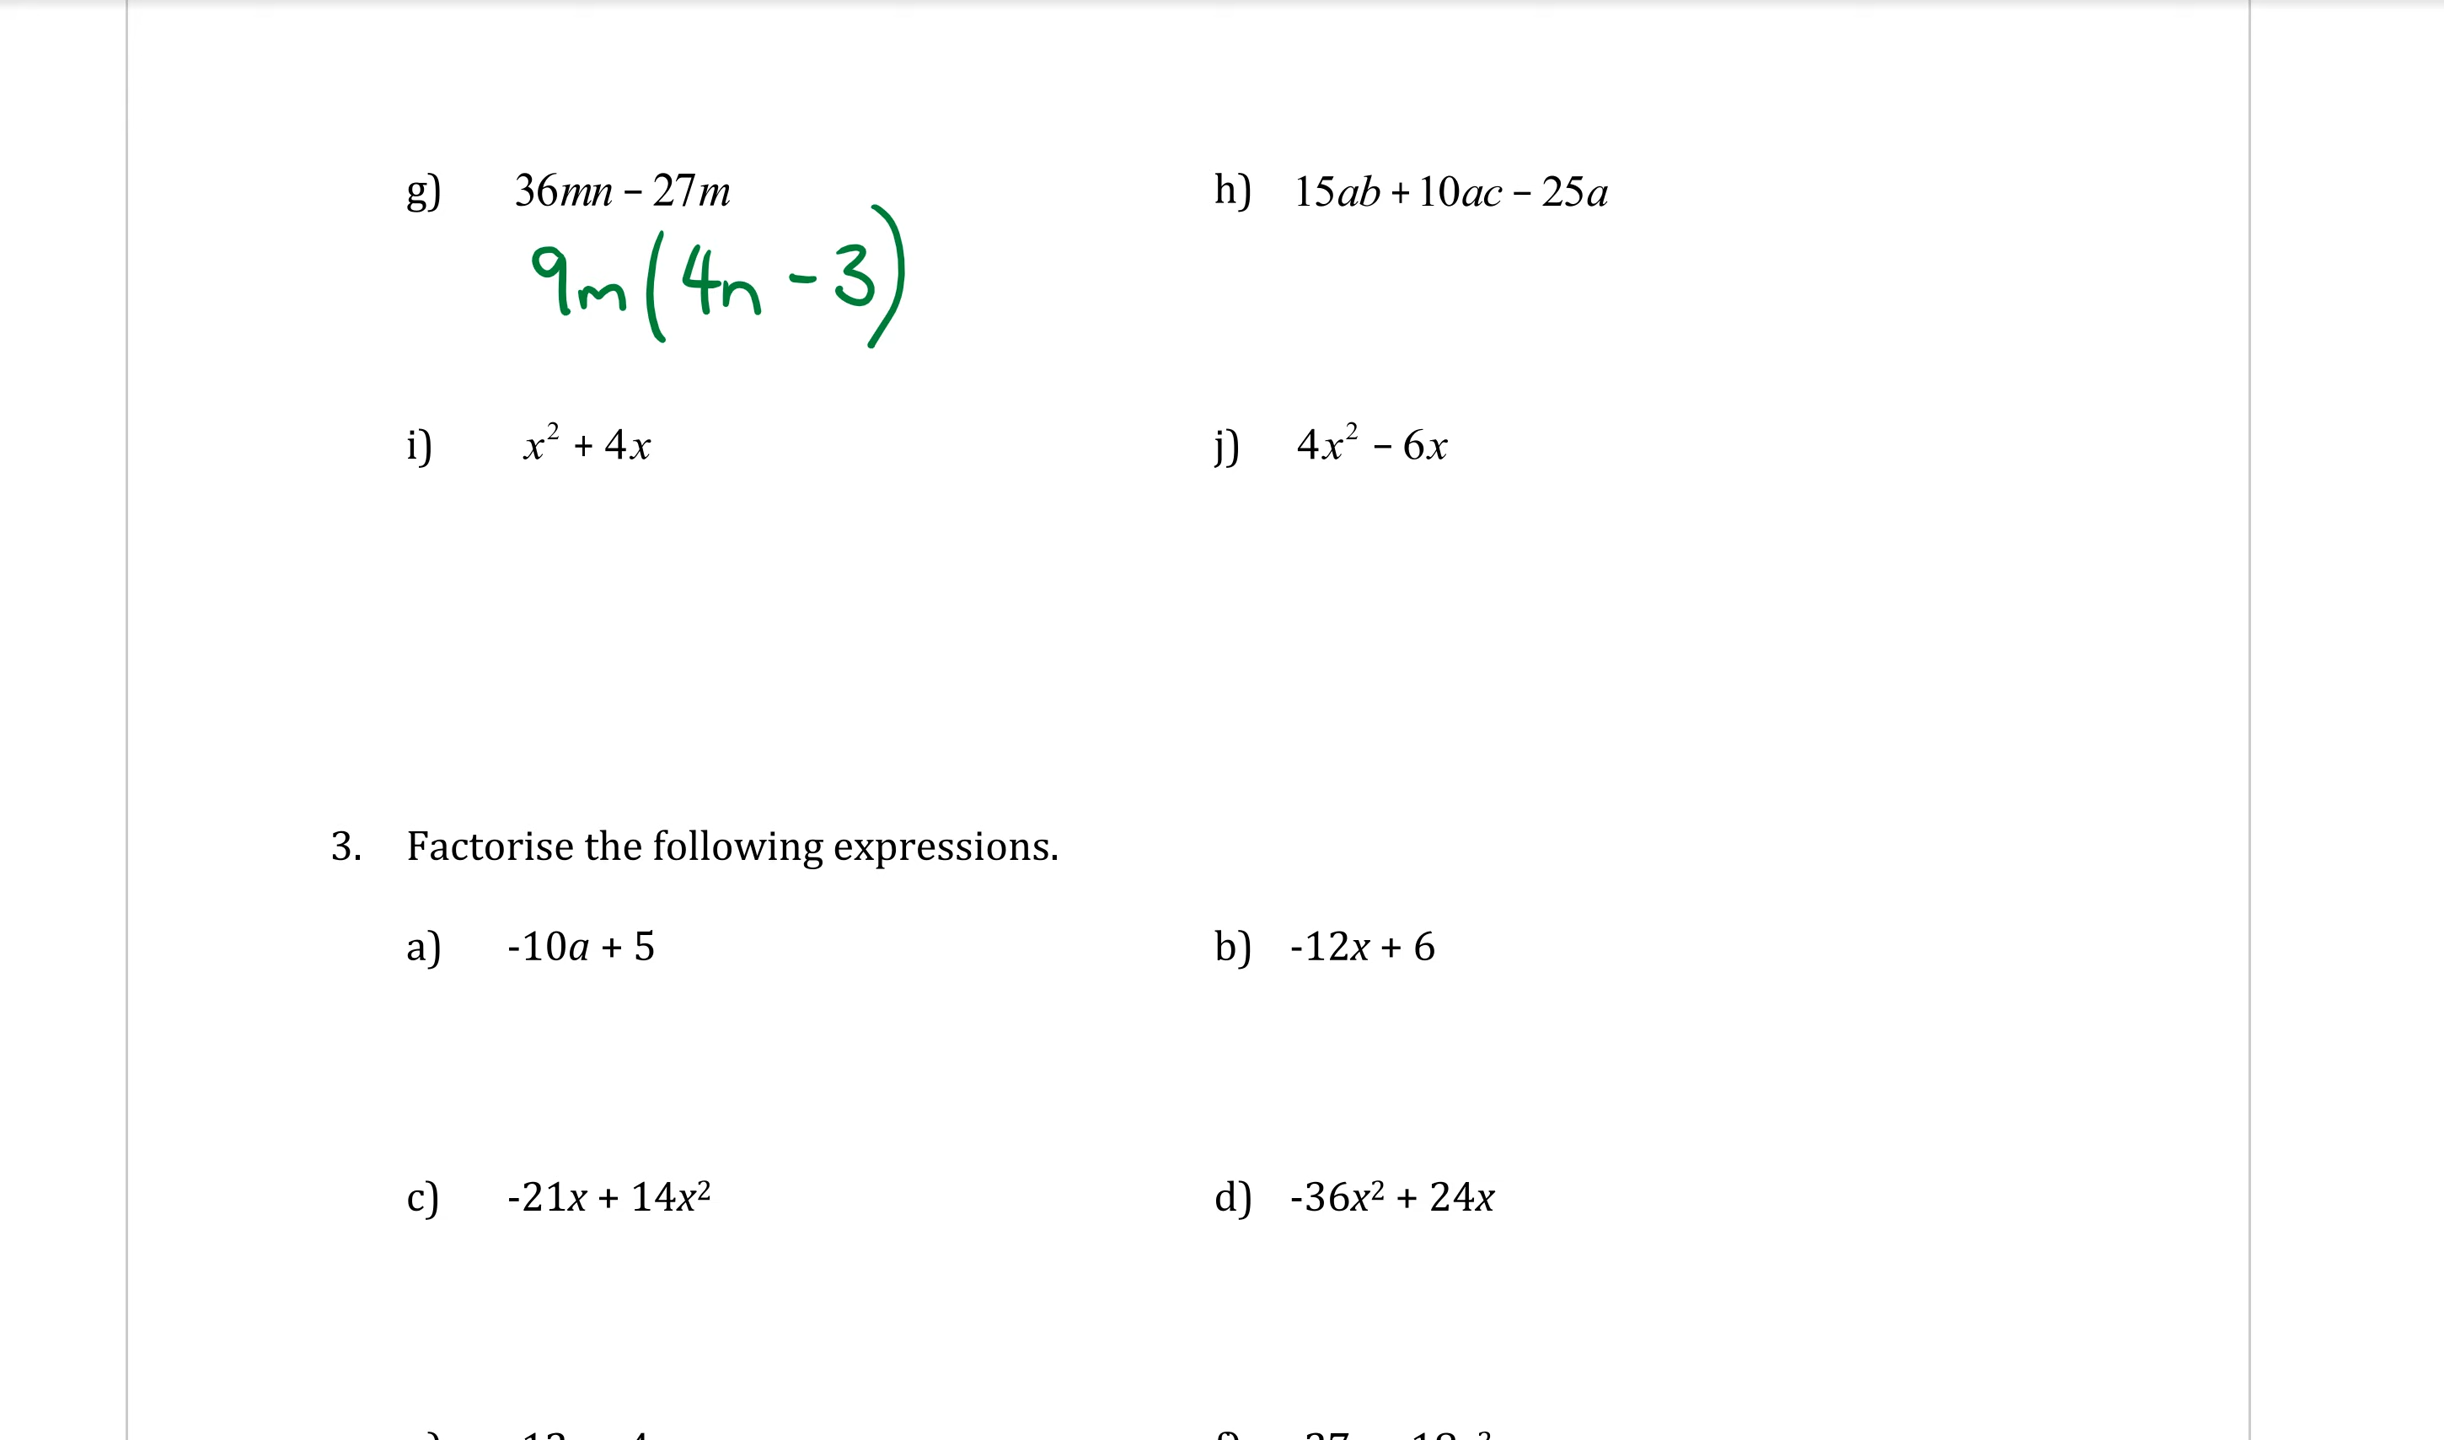 g) 36mn – 27m h) 15ab + 10ac – 25a
9m(4n - 3)
i) x² + 4x j) 4x² – 6x
3. Factorise the following expressions.
a) -10a + 5 b) -12x + 6
c) -21x + 14x² d) -36x² + 24x